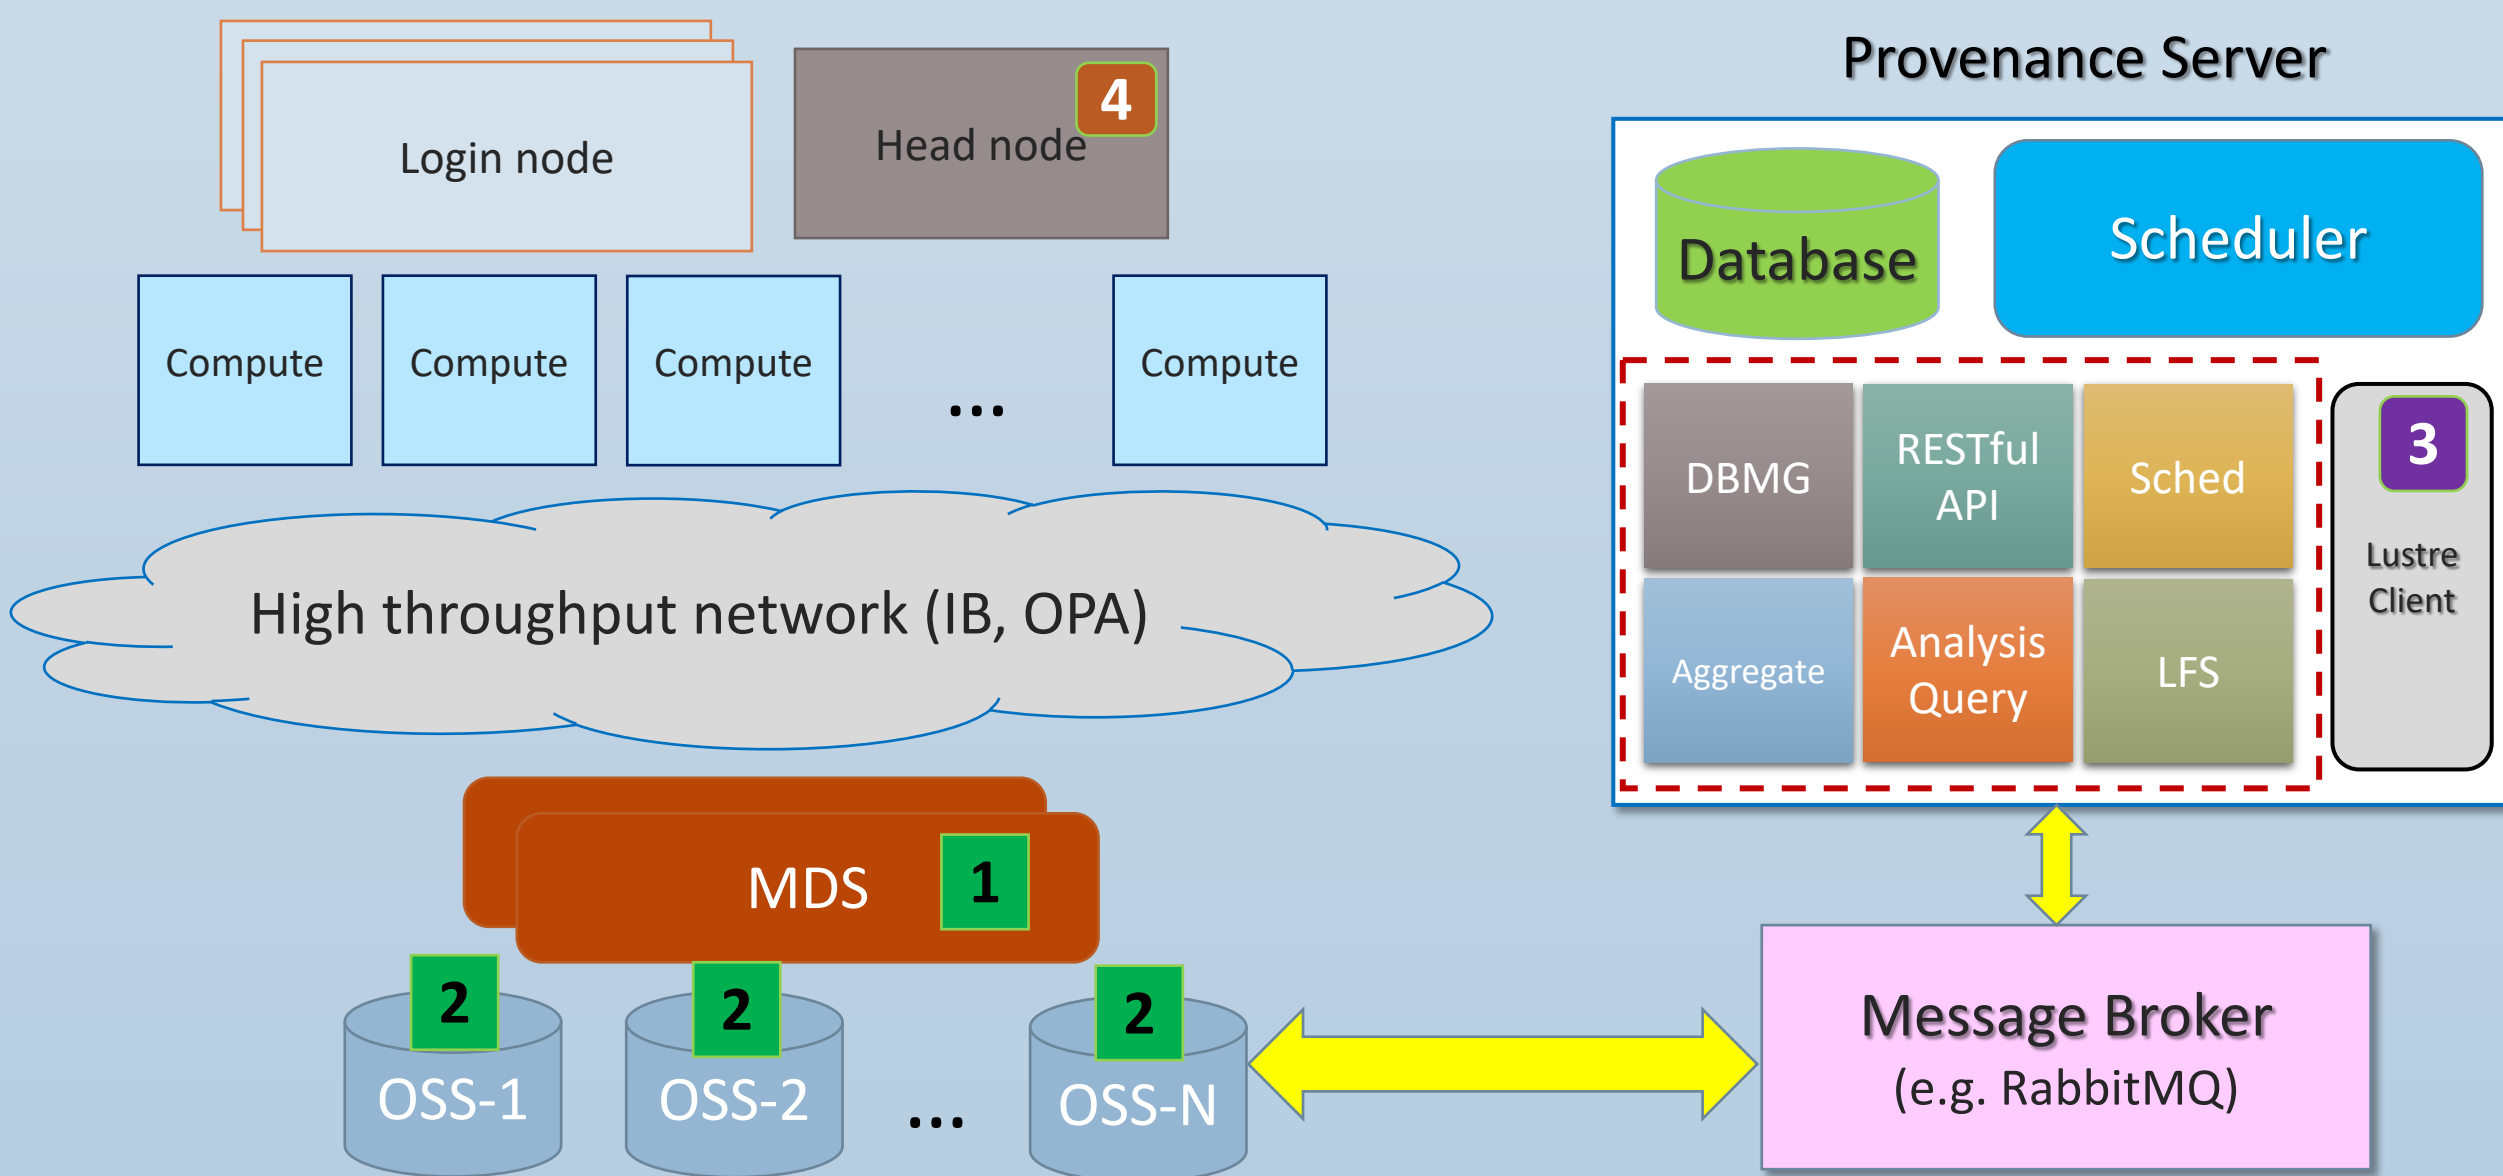 Login node
Head node
4
Compute
Compute
Compute
...
Compute
High throughput network (IB, OPA)
MDS
1
2
2
2
OSS-1
OSS-2
...
OSS-N
Provenance Server
Database
Scheduler
DBMG
RESTful
API
Sched
3
Lustre
Client
Aggregate
Analysis
Query
LFS
Message Broker
(e.g. RabbitMQ)